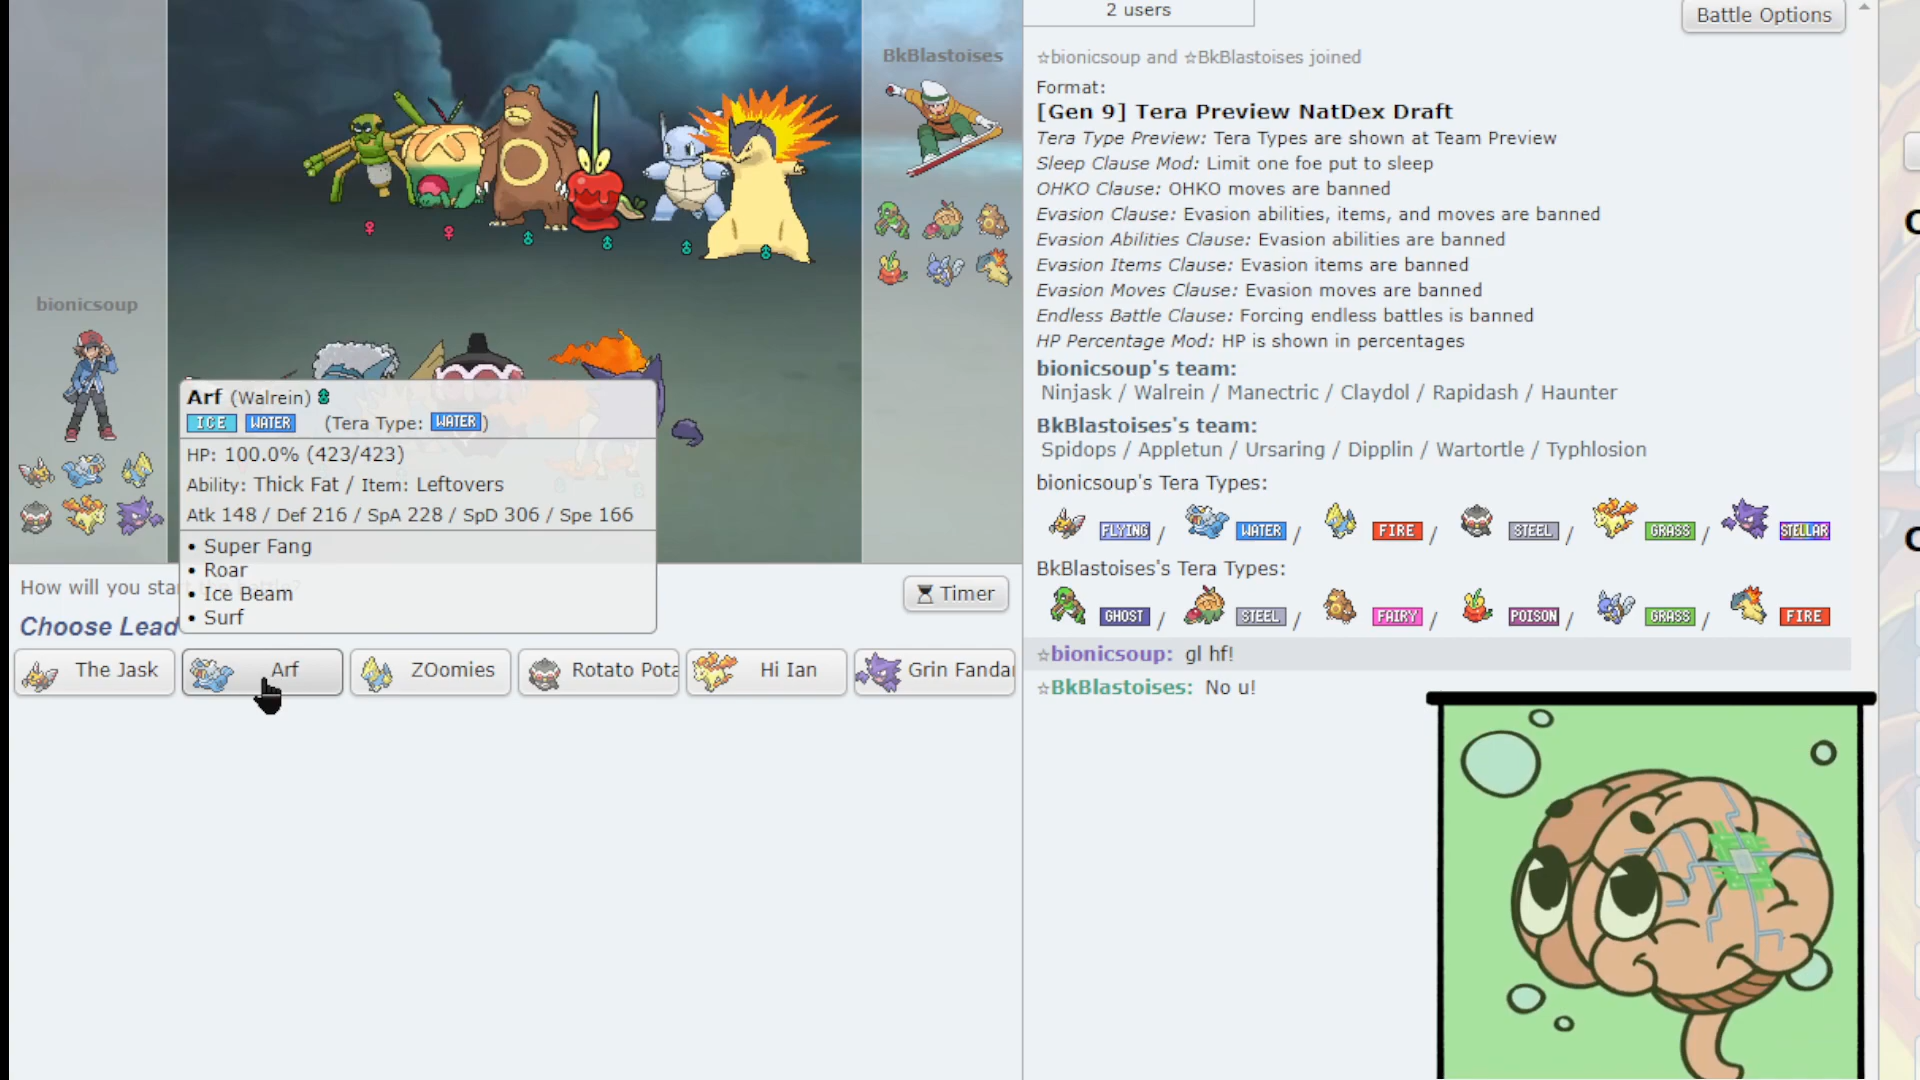 2 users
Battle Options
BkBlastoises
☆bionicsoup and ☆BkBlastoises joined
Format:
[Gen 9] Tera Preview NatDex Draft
Tera Type Preview: Tera Types are shown at Team Preview
Sleep Clause Mod: Limit one foe put to sleep
OHKO Clause: OHKO moves are banned
Evasion Clause: Evasion abilities, items, and moves are banned
Evasion Abilities Clause: Evasion abilities are banned
Evasion Items Clause: Evasion items are banned
Evasion Moves Clause: Evasion moves are banned
Endless Battle Clause: Forcing endless battles is banned
HP Percentage Mod: HP is shown in percentages
bionicsoup's team:
Ninjask / Walrein / Manectric / Claydol / Rapidash / Haunter
BkBlastoises's team:
Spidops / Appletun / Ursaring / Dipplin / Wartortle / Typhlosion
bionicsoup's Tera Types:
FLYING / WATER / FIRE / STEEL / GRASS / STELLAR
BkBlastoises's Tera Types:
GHOST / STEEL / FAIRY / POISON / GRASS / FIRE
☆bionicsoup: gl hf!
☆BkBlastoises: No u!
bionicsoup
Arf (Walrein)
ICE WATER (Tera Type: WATER)
HP: 100.0% (423/423)
Ability: Thick Fat / Item: Leftovers
Atk 148 / Def 216 / SpA 228 / SpD 306 / Spe 166
• Super Fang
• Roar
• Ice Beam
• Surf
How will you sta
Timer
Choose Lead
The Jask
Arf
ZOomies
Rotato Pota
Hi Ian
Grin Fandar